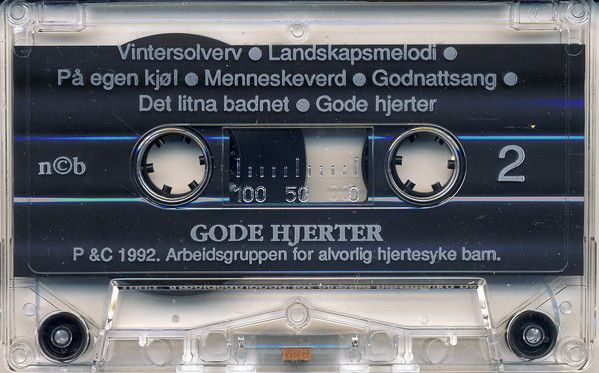 Vintersolverv ● Landskapsmelodi ●
På egen kjøl ● Menneskeverd ● Godnattsang ●
Det litna badnet ● Gode hjerter
n©b
2
100 50 0
GODE HJERTER
P &C 1992. Arbeidsgruppen for alvorlig hjertesyke barn.